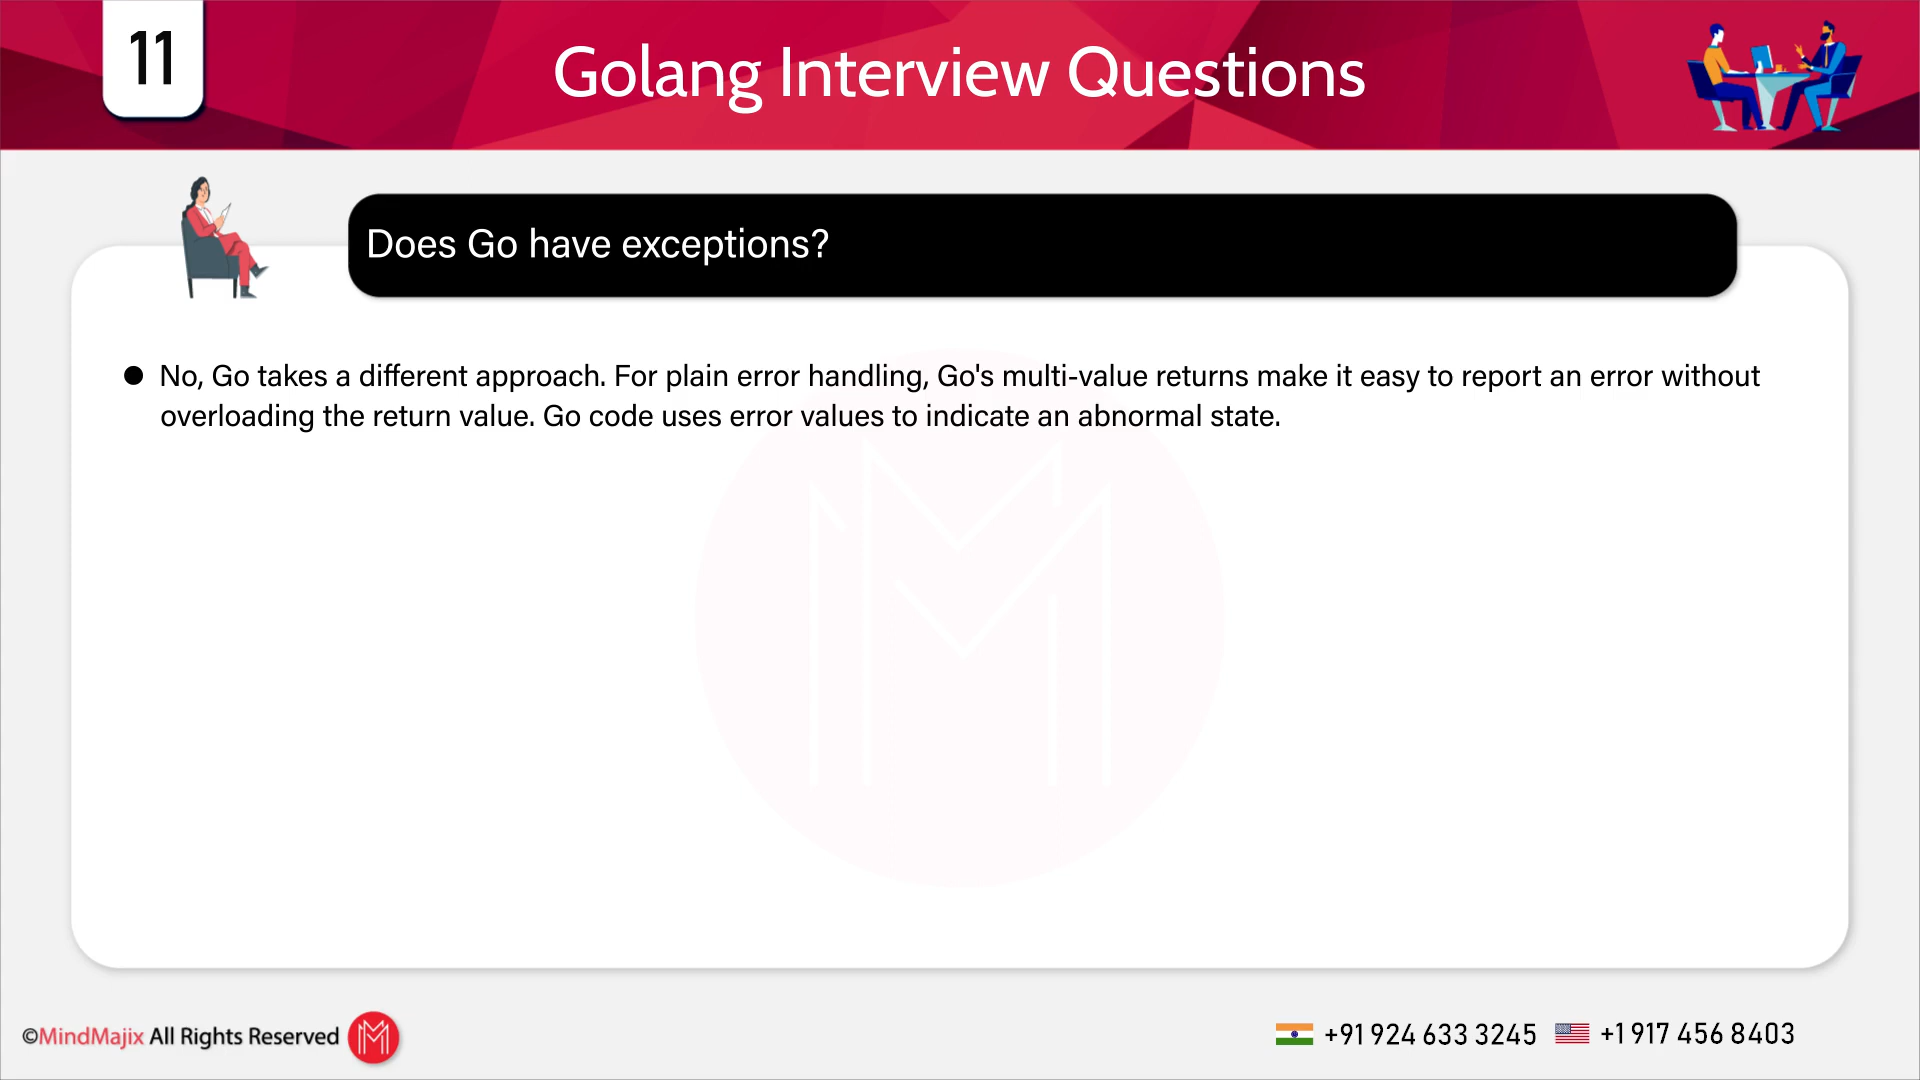 11
Golang Interview Questions
Does Go have exceptions?
● No, Go takes a different approach. For plain error handling, Go's multi-value returns make it easy to report an error without
overloading the return value. Go code uses error values to indicate an abnormal state.
©MindMajix All Rights Reserved
+91 924 633 3245
+1 917 456 8403